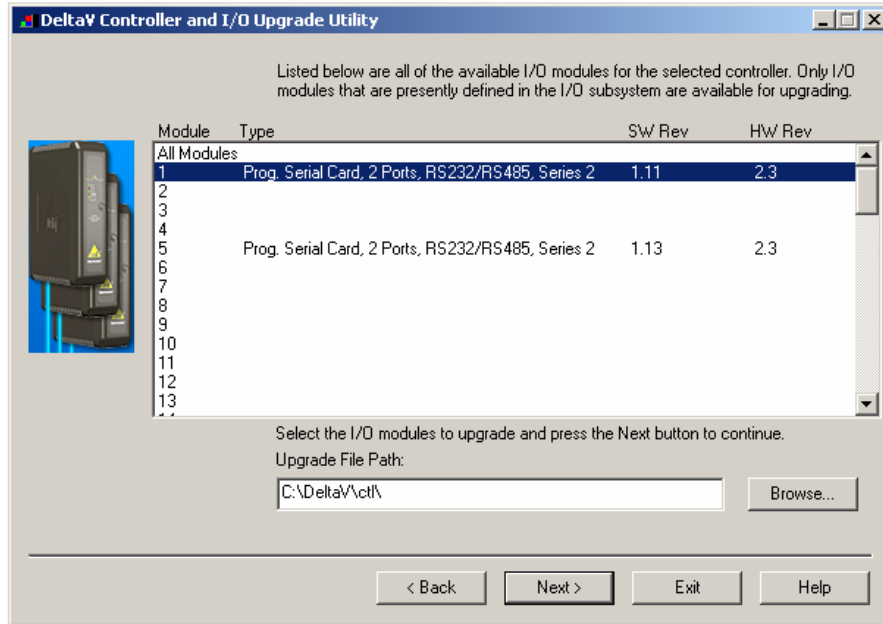 DeltaV Controller and I/O Upgrade Utility
Listed below are all of the available I/O modules for the selected controller. Only I/O
modules that are presently defined in the I/O subsystem are available for upgrading.
Module Type SW Rev HW Rev
All Modules
1 Prog. Serial Card, 2 Ports, RS232/RS485, Series 2 1.11 2.3
2
3
4
5 Prog. Serial Card, 2 Ports, RS232/RS485, Series 2 1.13 2.3
6
7
8
9
10
11
12
13
Select the I/O modules to upgrade and press the Next button to continue.
Upgrade File Path:
C:\DeltaV\ctl\
Browse...
< Back Next > Exit Help